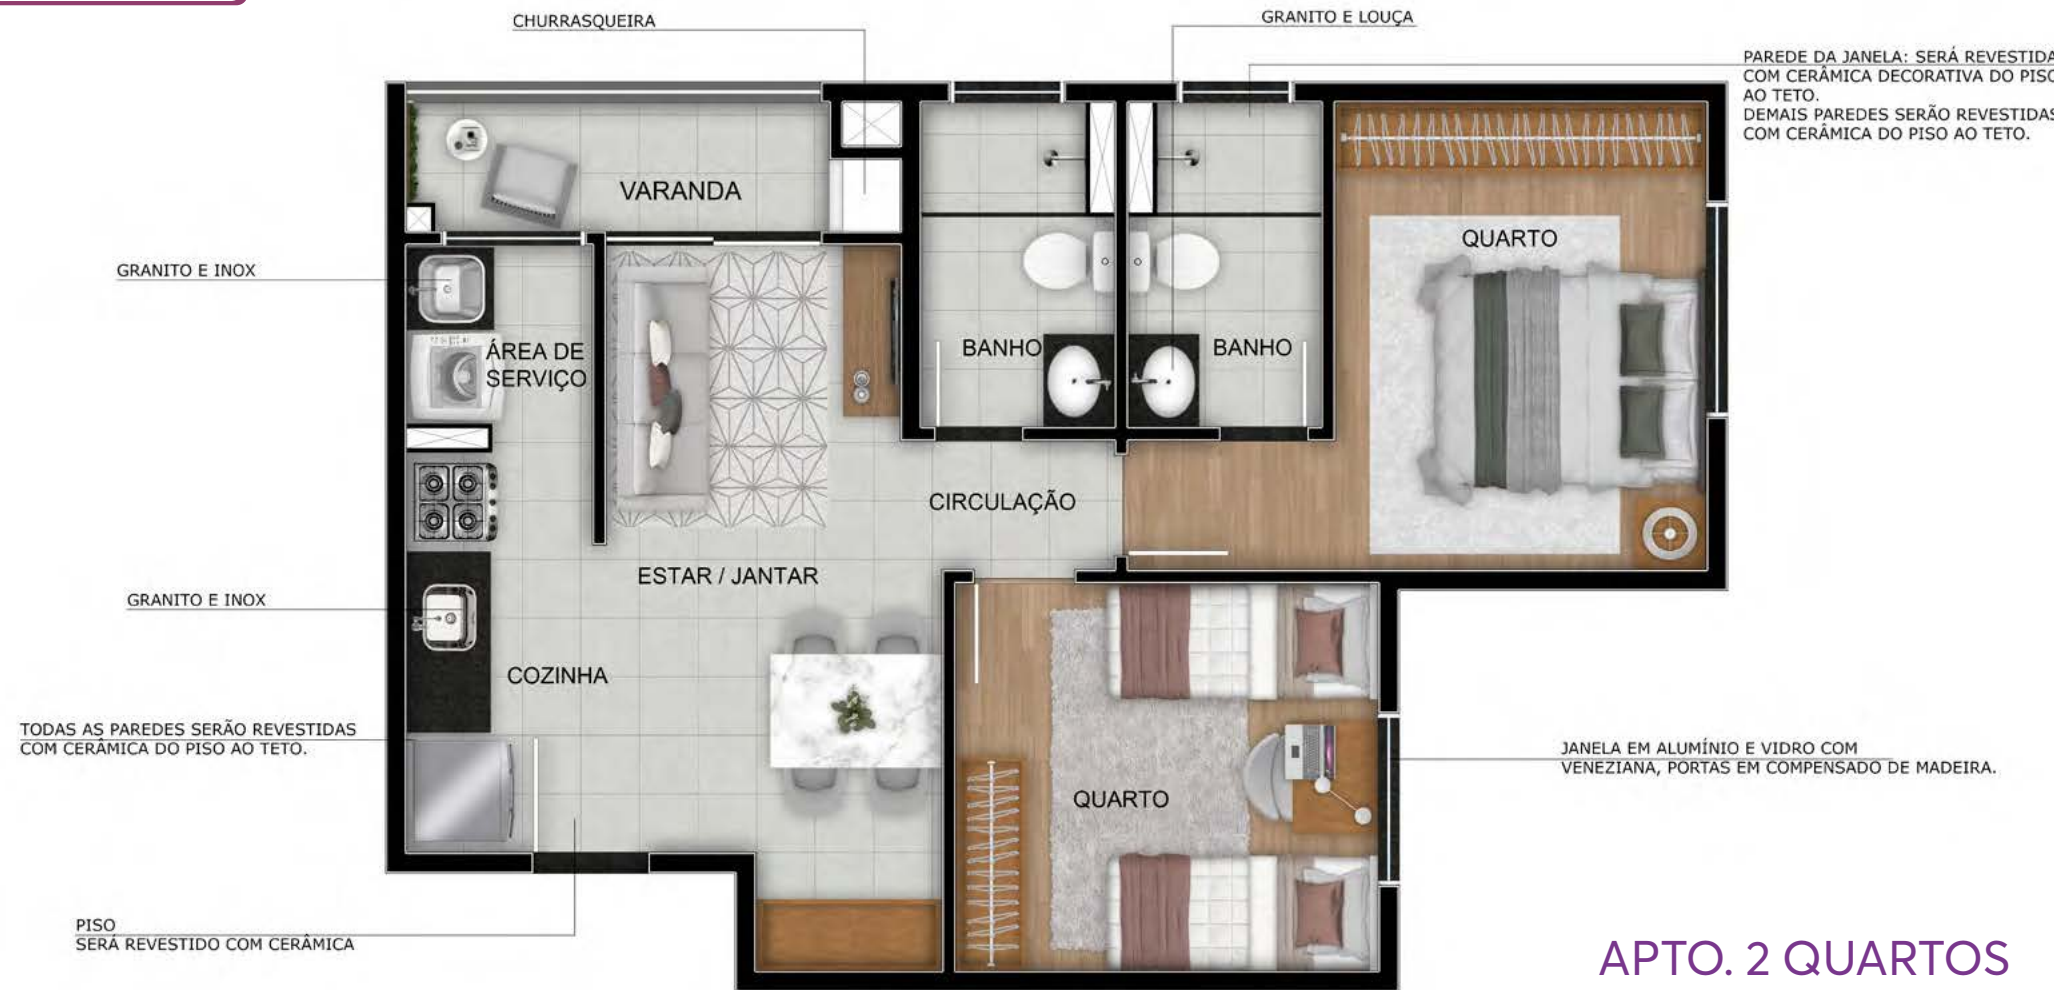 CHURRASQUEIRA
GRANITO E LOUÇA
PAREDE DA JANELA: SERÁ REVESTIDA
COM CERÂMICA DECORATIVA DO PISO
AO TETO.
DEMAIS PAREDES SERÃO REVESTIDAS
COM CERÂMICA DO PISO AO TETO.
VARANDA
QUARTO
GRANITO E INOX
ÁREA DE
SERVIÇO
BANHO
BANHO
CIRCULAÇÃO
ESTAR / JANTAR
GRANITO E INOX
COZINHA
TODAS AS PAREDES SERÃO REVESTIDAS
COM CERÂMICA DO PISO AO TETO.
JANELA EM ALUMÍNIO E VIDRO COM
VENEZIANA, PORTAS EM COMPENSADO DE MADEIRA.
QUARTO
PISO
SERÁ REVESTIDO COM CERÂMICA
APTO. 2 QUARTOS